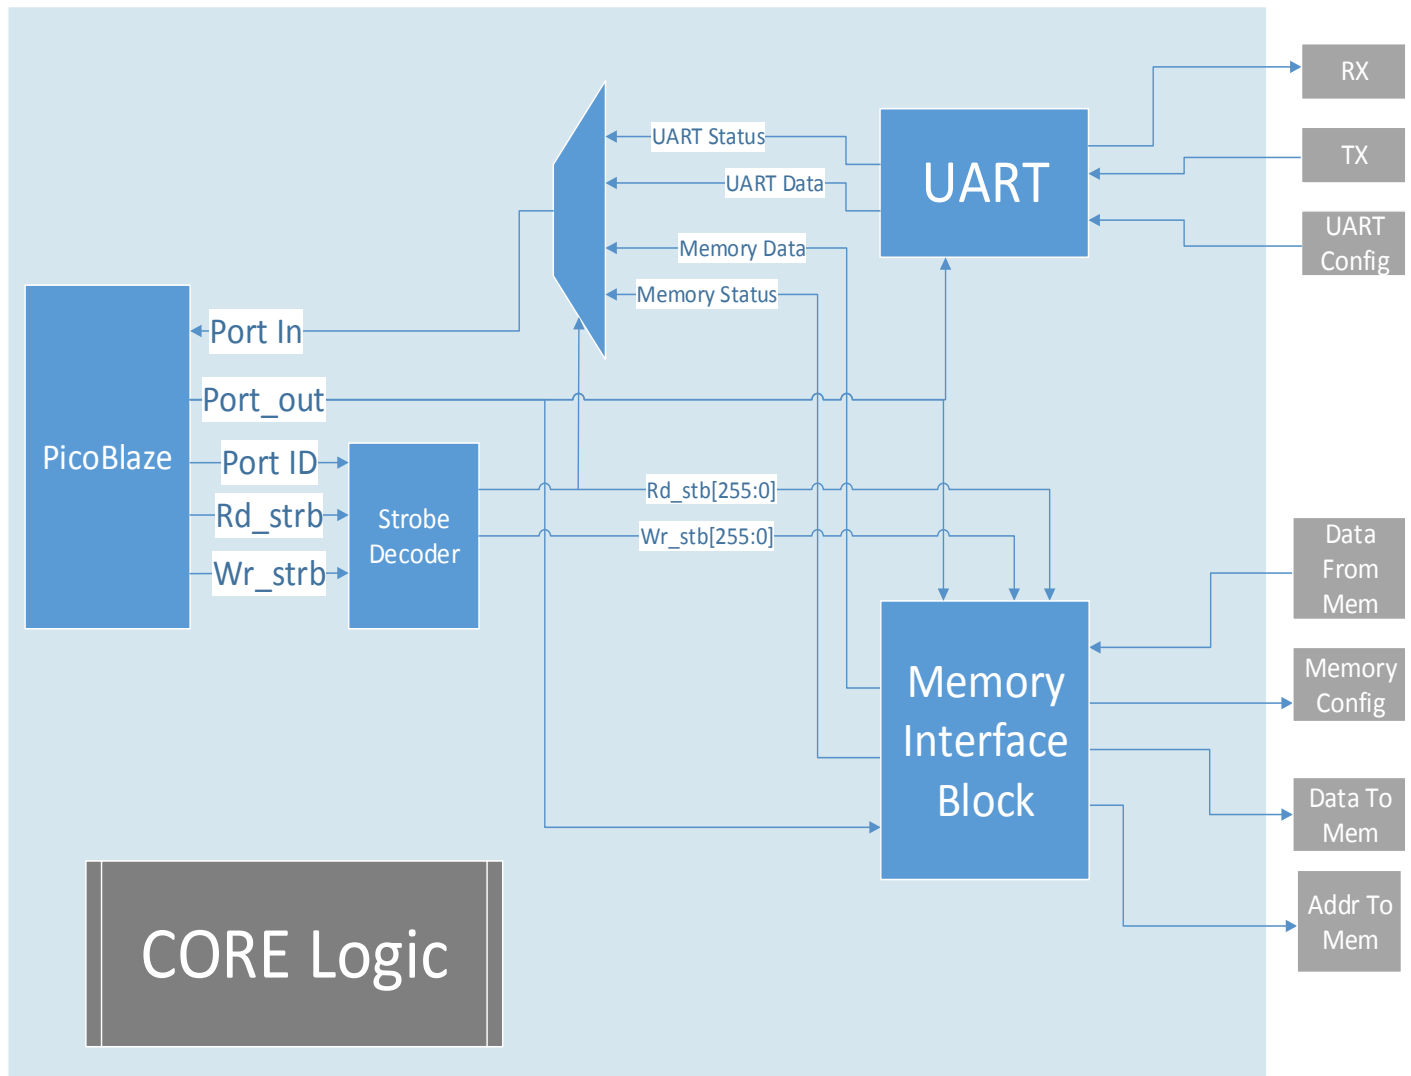 RX
UART Status
UART
TX
UART Data
UART
Config
Memory Data
Memory Status
Port In
Port_out
PicoBlaze
Port ID
Rd_strb
Wr_strb
Strobe
Decoder
Rd_stb[255:0]
Wr_stb[255:0]
Data
From
Mem
Memory
Interface
Block
Memory
Config
Data To
Mem
Addr To
Mem
CORE Logic